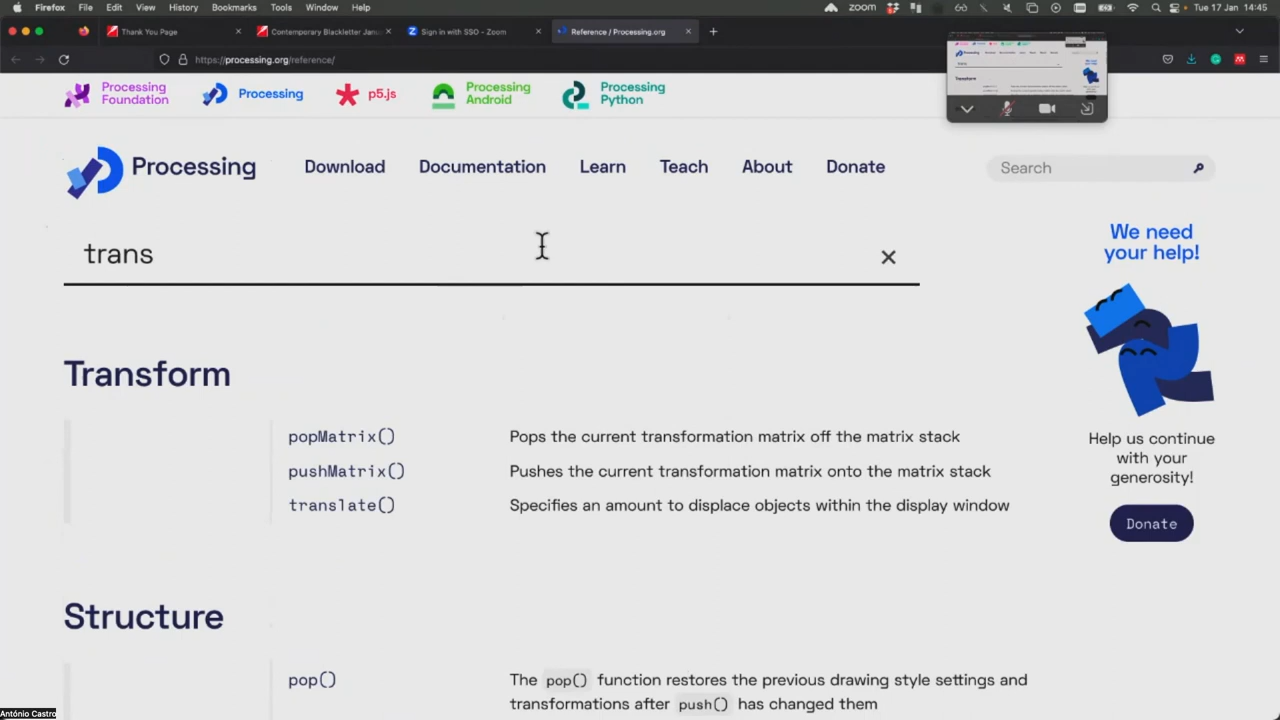 Firefox File Edit View History Bookmarks Tools Window Help zoom Tue 17 Jan 14:45
Thank You Page Contemporary Blackletter Janu Sign in with SSO - Zoom Reference / Processing.org
https://processing.org/reference/
Processing Foundation
Processing
p5.js
Processing Android
Processing Python
Processing Download Documentation Learn Teach About Donate Search
trans
We need
your help!
Transform
popMatrix() Pops the current transformation matrix off the matrix stack
pushMatrix() Pushes the current transformation matrix onto the matrix stack
translate() Specifies an amount to displace objects within the display window
Help us continue
with your
generosity!
Donate
Structure
pop() The pop() function restores the previous drawing style settings and
transformations after push() has changed them
António Castro